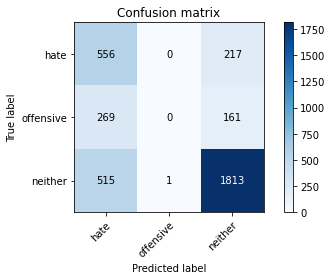 Confusion matrix
True label
hate 556 0 217
offensive 269 0 161
neither 515 1 1813
hate offensive neither
Predicted label
1750
1500
1250
1000
750
500
250
0